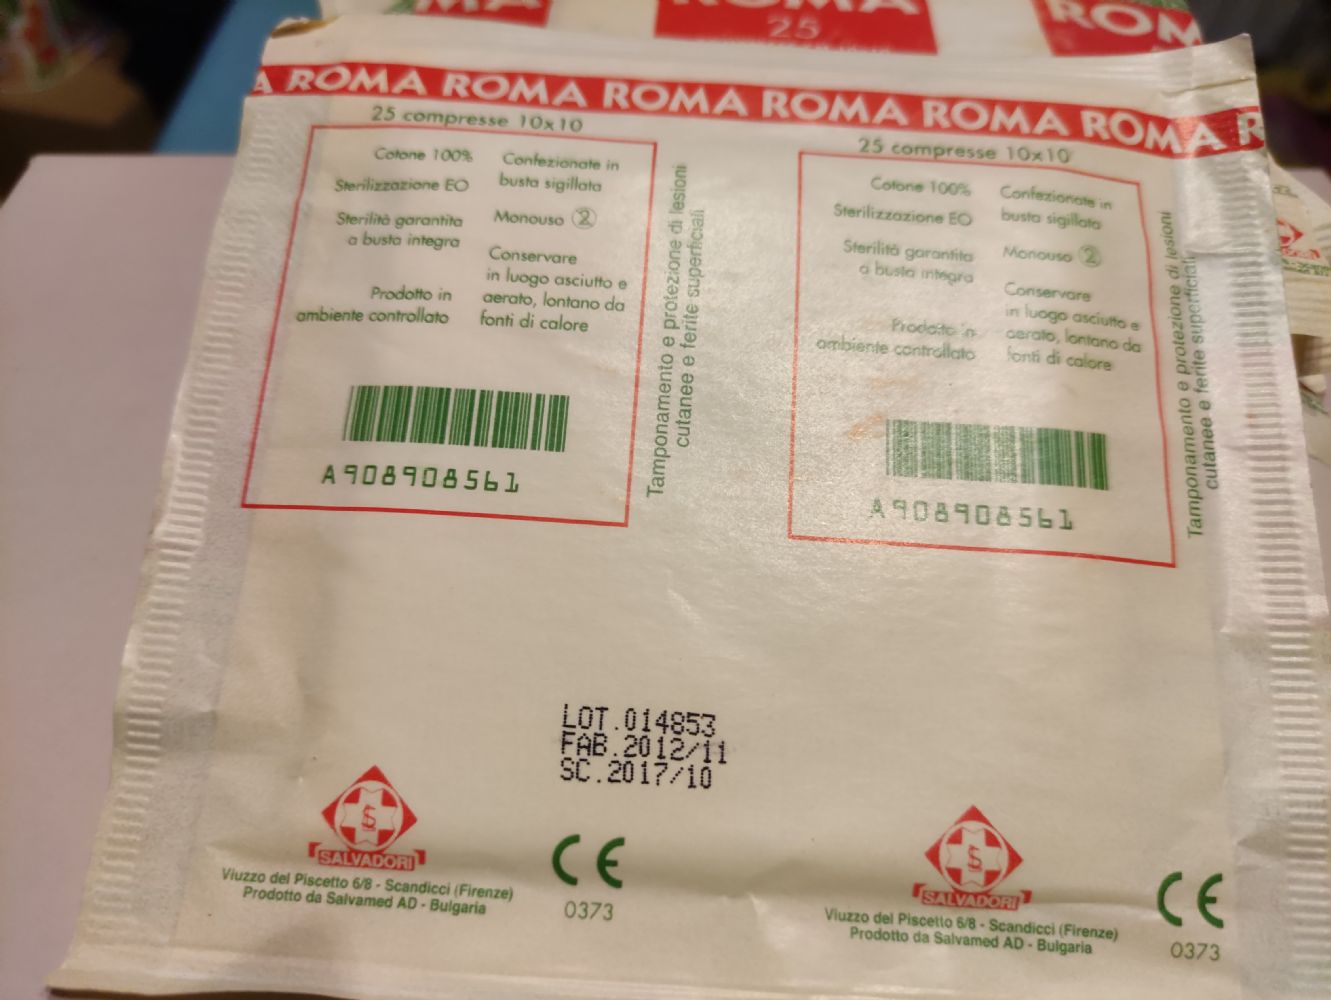 ROMA
25
ROM
A ROMA ROMA ROMA ROMA ROMA ROMA R
25 compresse 10x10
Cotone 100%
Sterilizzazione EO
Sterilità garantita
a busta integra
Prodotto in
ambiente controllato
Confezionate in
busta sigillata
Monouso 2
Conservare
in luogo asciutto e
aerato, lontano da
fonti di calore
A908908561
Tamponamento e protezione di lesioni
cutanee e ferite superficiali
25 compresse 10x10
Cotone 100%
Sterilizzazione EO
Sterilità garantita
a busta integra
Prodotto in
ambiente controllato
Confezionate in
busta sigillata
Monouso 2
Conservare
in luogo asciutto e
aerato, lontano da
fonti di calore
A908908561
Tamponamento e protezione di lesioni
cutanee e ferite superficiali
LOT.014853
FAB.2012/11
SC.2017/10
SALVADORI
Viuzzo del Piscetto 6/8 - Scandicci (Firenze)
Prodotto da Salvamed AD - Bulgaria
CE
0373
SALVADORI
Viuzzo del Piscetto 6/8 - Scandicci (Firenze)
Prodotto da Salvamed AD - Bulgaria
CE
0373